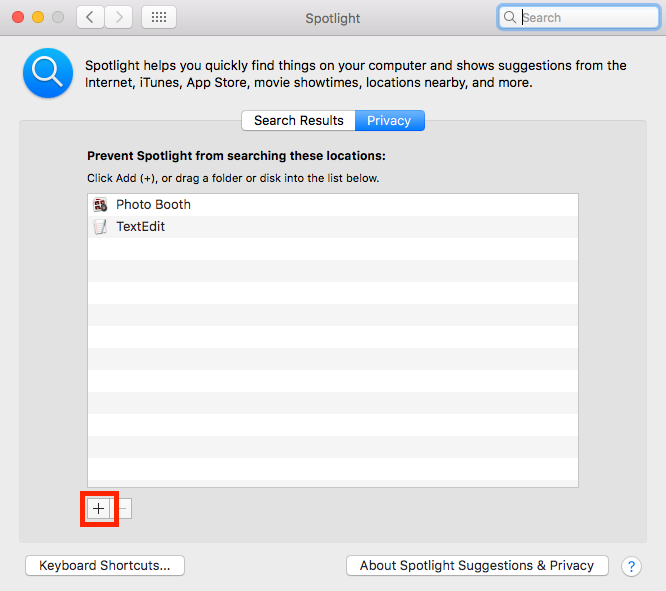 Spotlight
Search
Spotlight helps you quickly find things on your computer and shows suggestions from the
Internet, iTunes, App Store, movie showtimes, locations nearby, and more.
Search Results
Privacy
Prevent Spotlight from searching these locations:
Click Add (+), or drag a folder or disk into the list below.
Photo Booth
TextEdit
+ −
Keyboard Shortcuts...
About Spotlight Suggestions & Privacy
?